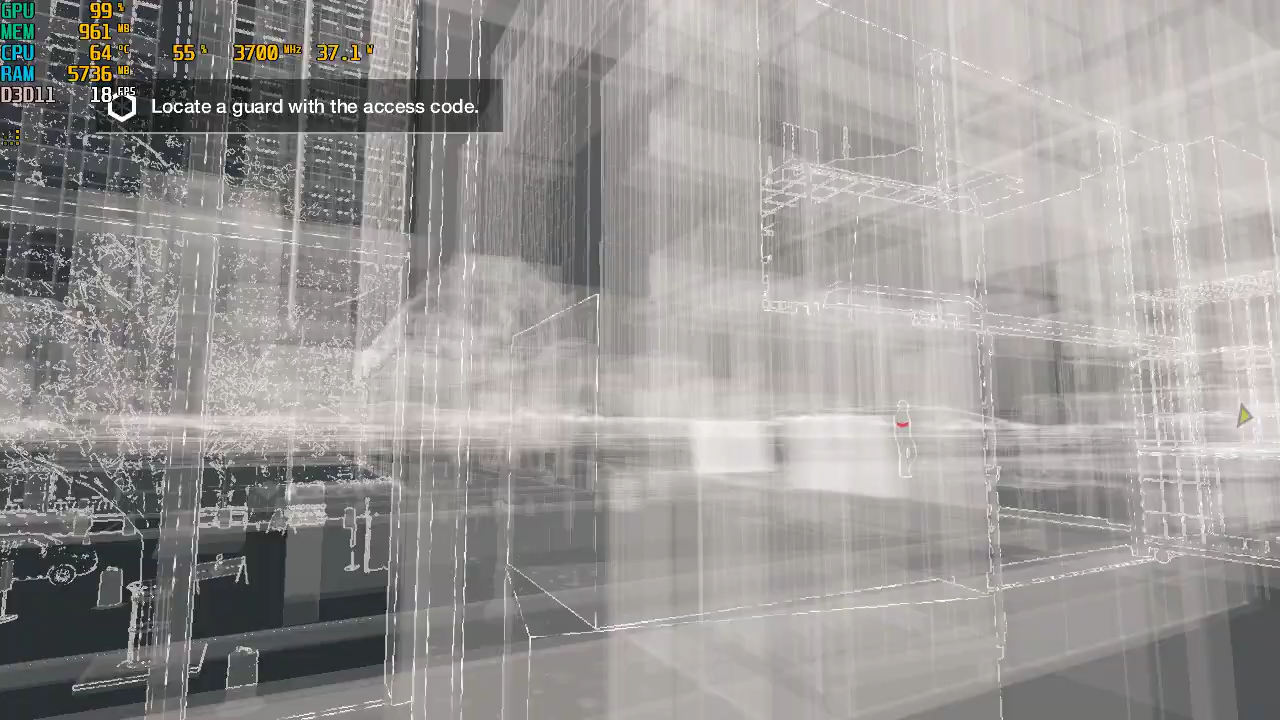 GPU 99 %
MEM 961 MB
CPU 64 °C 55 % 3700 MHz 37.1 W
RAM 5736 MB
D3D11 18 FPS
Locate a guard with the access code.